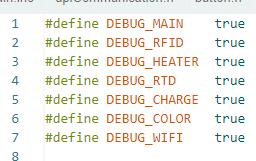 main.ino apiCommunication.h button.h
1 #define DEBUG_MAIN true
2 #define DEBUG_RFID true
3 #define DEBUG_HEATER true
4 #define DEBUG_RTD true
5 #define DEBUG_CHARGE true
6 #define DEBUG_COLOR true
7 #define DEBUG_WIFI true
8